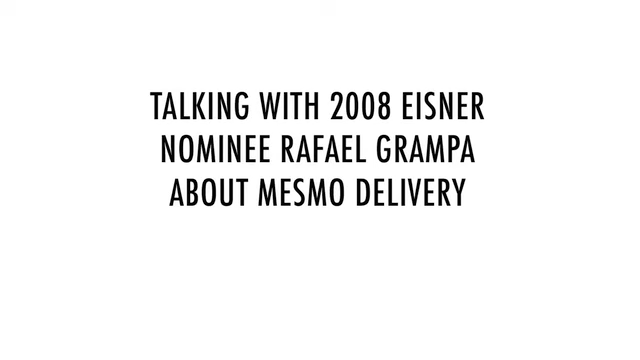 TALKING WITH 2008 EISNER
NOMINEE RAFAEL GRAMPA
ABOUT MESMO DELIVERY